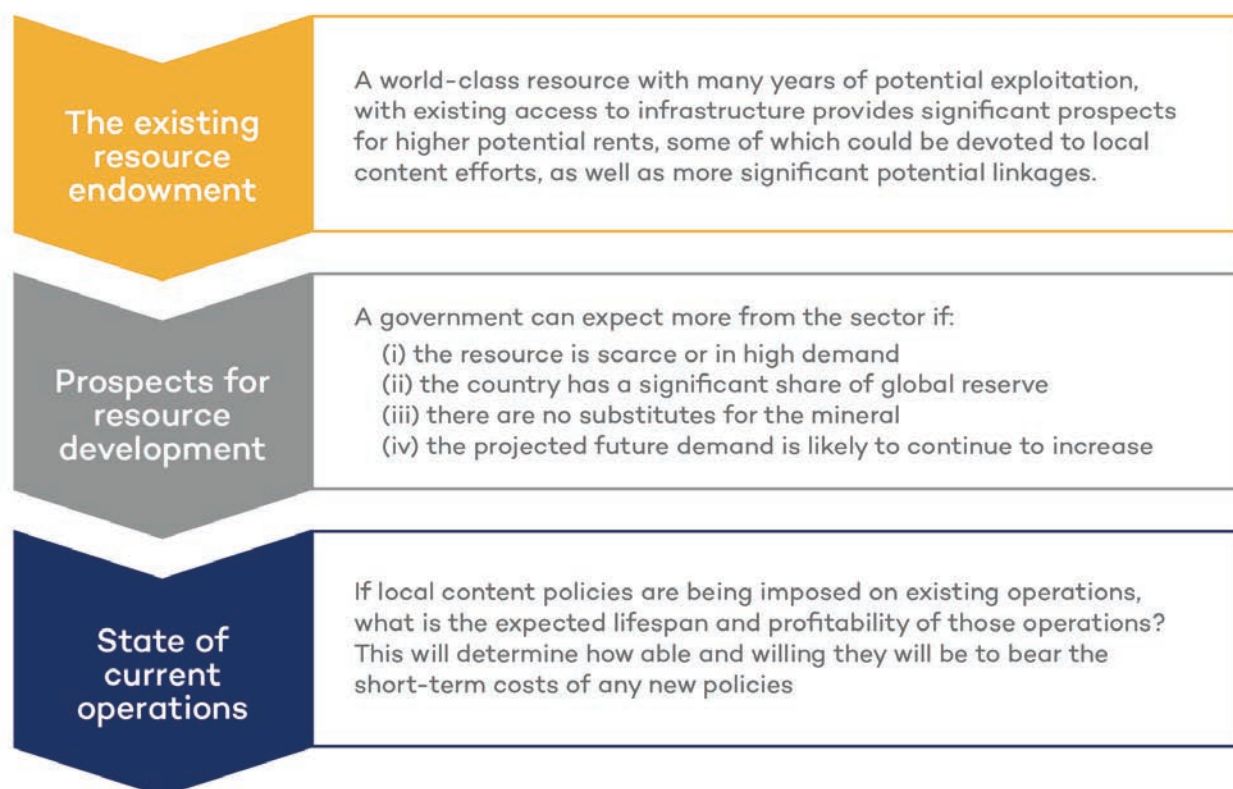 The existing
resource
endowment
A world-class resource with many years of potential exploitation,
with existing access to infrastructure provides significant prospects
for higher potential rents, some of which could be devoted to local
content efforts, as well as more significant potential linkages.
Prospects for
resource
development
A government can expect more from the sector if:
(i) the resource is scarce or in high demand
(ii) the country has a significant share of global reserve
(iii) there are no substitutes for the mineral
(iv) the projected future demand is likely to continue to increase
State of
current
operations
If local content policies are being imposed on existing operations,
what is the expected lifespan and profitability of those operations?
This will determine how able and willing they will be to bear the
short-term costs of any new policies